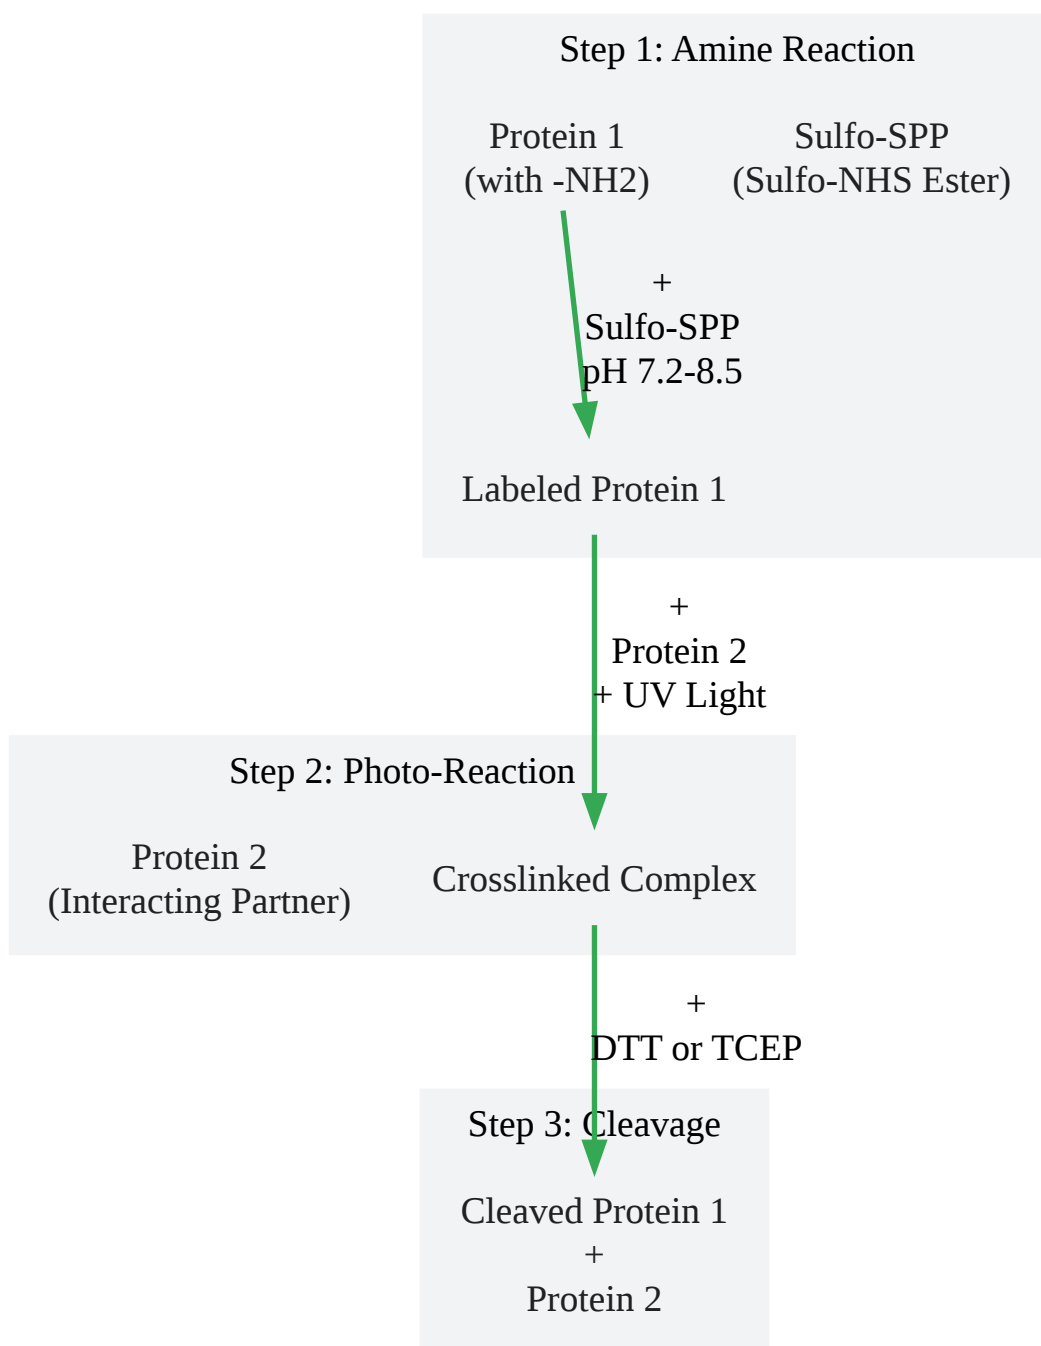 Step 1: Amine Reaction
Protein 1
(with -NH2)
Sulfo-SPP
(Sulfo-NHS Ester)
+
Sulfo-SPP
pH 7.2-8.5
Labeled Protein 1
+
Protein 2
+ UV Light
Step 2: Photo-Reaction
Protein 2
(Interacting Partner)
Crosslinked Complex
+
DTT or TCEP
Step 3: Cleavage
Cleaved Protein 1
+
Protein 2